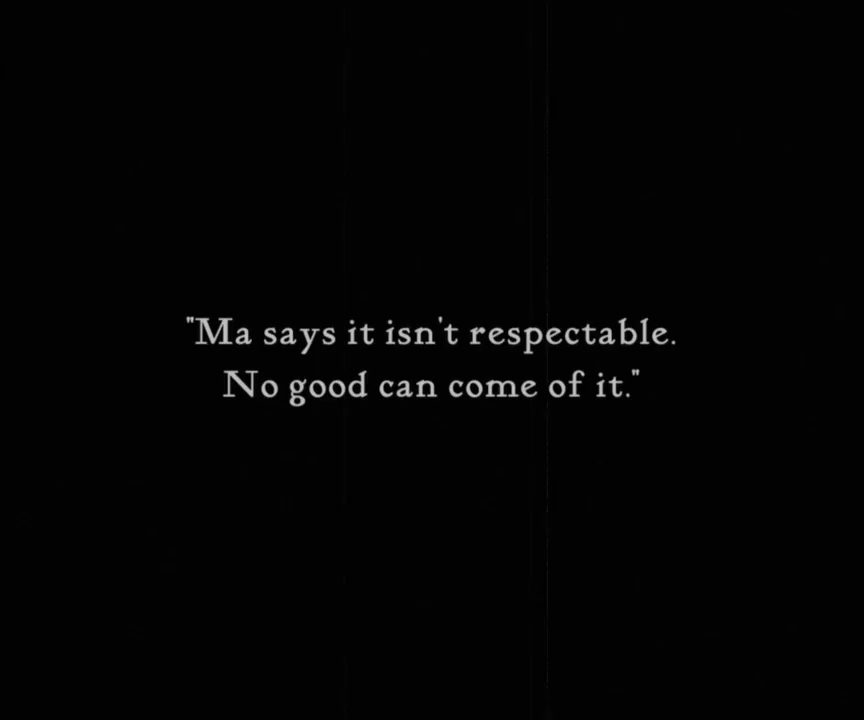 "Ma says it isn't respectable.
No good can come of it."